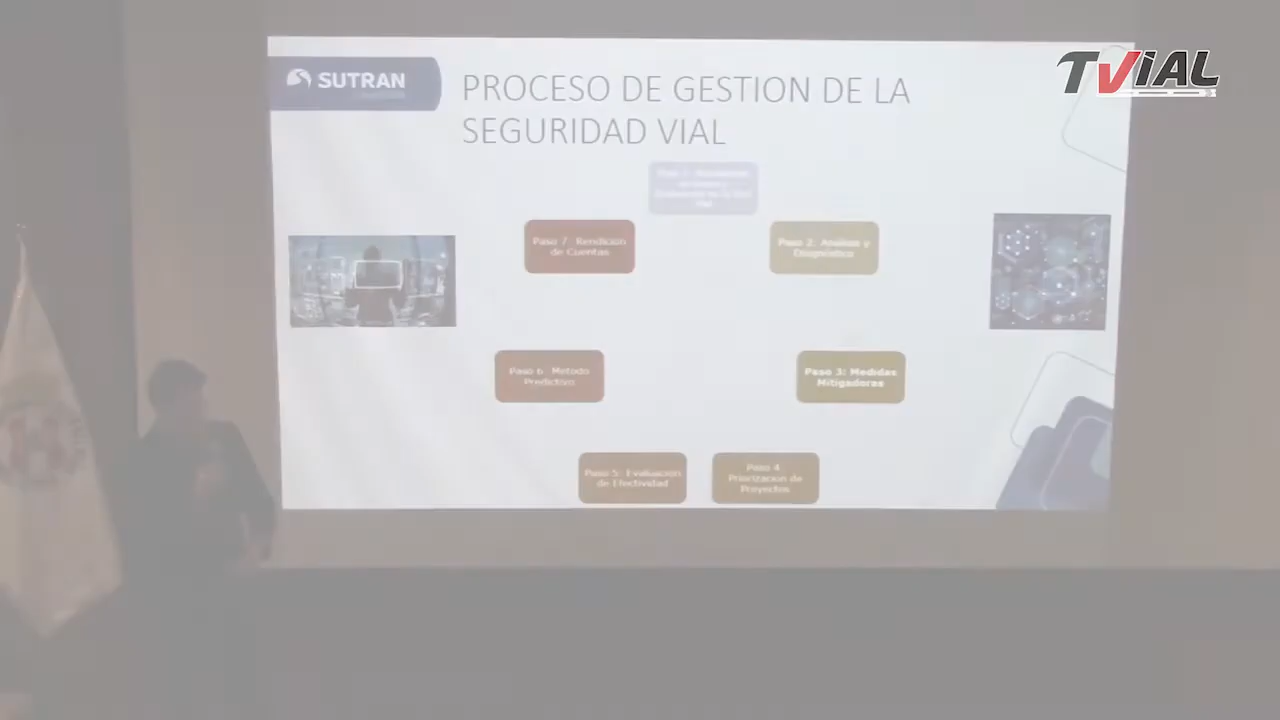 SUTRAN
TVIAL
PROCESO DE GESTION DE LA
SEGURIDAD VIAL
Paso 7: Rendicion
de Cuentas
Paso 2: Analisis y
Diagnóstico
Paso 6: Metodo
Predictivo
Paso 3: Medidas
Mitigadoras
Paso 5: Evaluacion
de Efectividad
Paso 4:
Priorizacion de
Proyectos